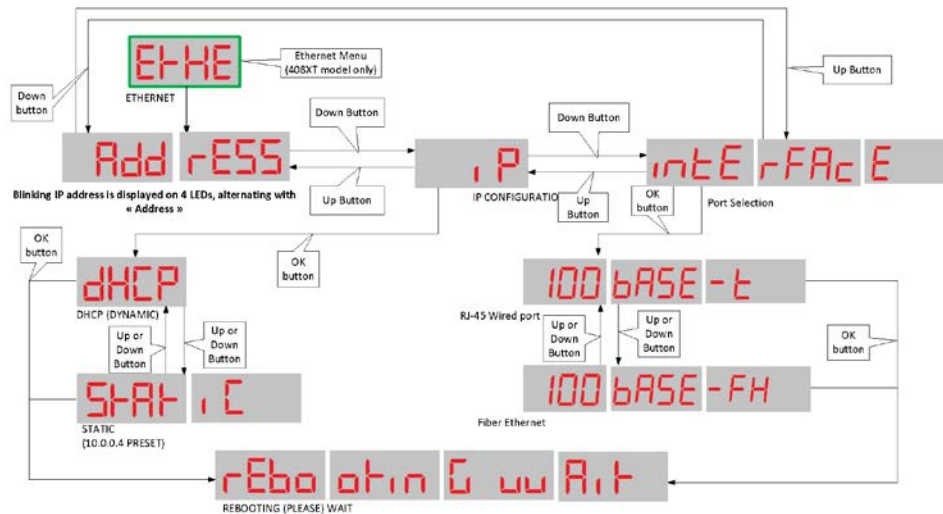 EtHE
Ethernet Menu
(408XT model only)
ETHERNET
Down
button
Up Button
Add rESS
Down Button
Up Button
iP
IP CONFIGURATIO
Down Button
Up
Button
OK
button
intE rFAcE E
Port Selection
Blinking IP address is displayed on 4 LEDs, alternating with
« Address »
OK
button
OK
button
dHCP
DHCP (DYNAMIC)
Up or
Down
Button
Up or
Down
Button
StAt iC
STATIC
(10.0.0.4 PRESET)
100 bASE -t
RJ-45 Wired port
Up or
Down
Button
Up or
Down
Button
OK
button
100 bASE -FH
Fiber Ethernet
rEbo otin G uu Ait
REBOOTING (PLEASE) WAIT